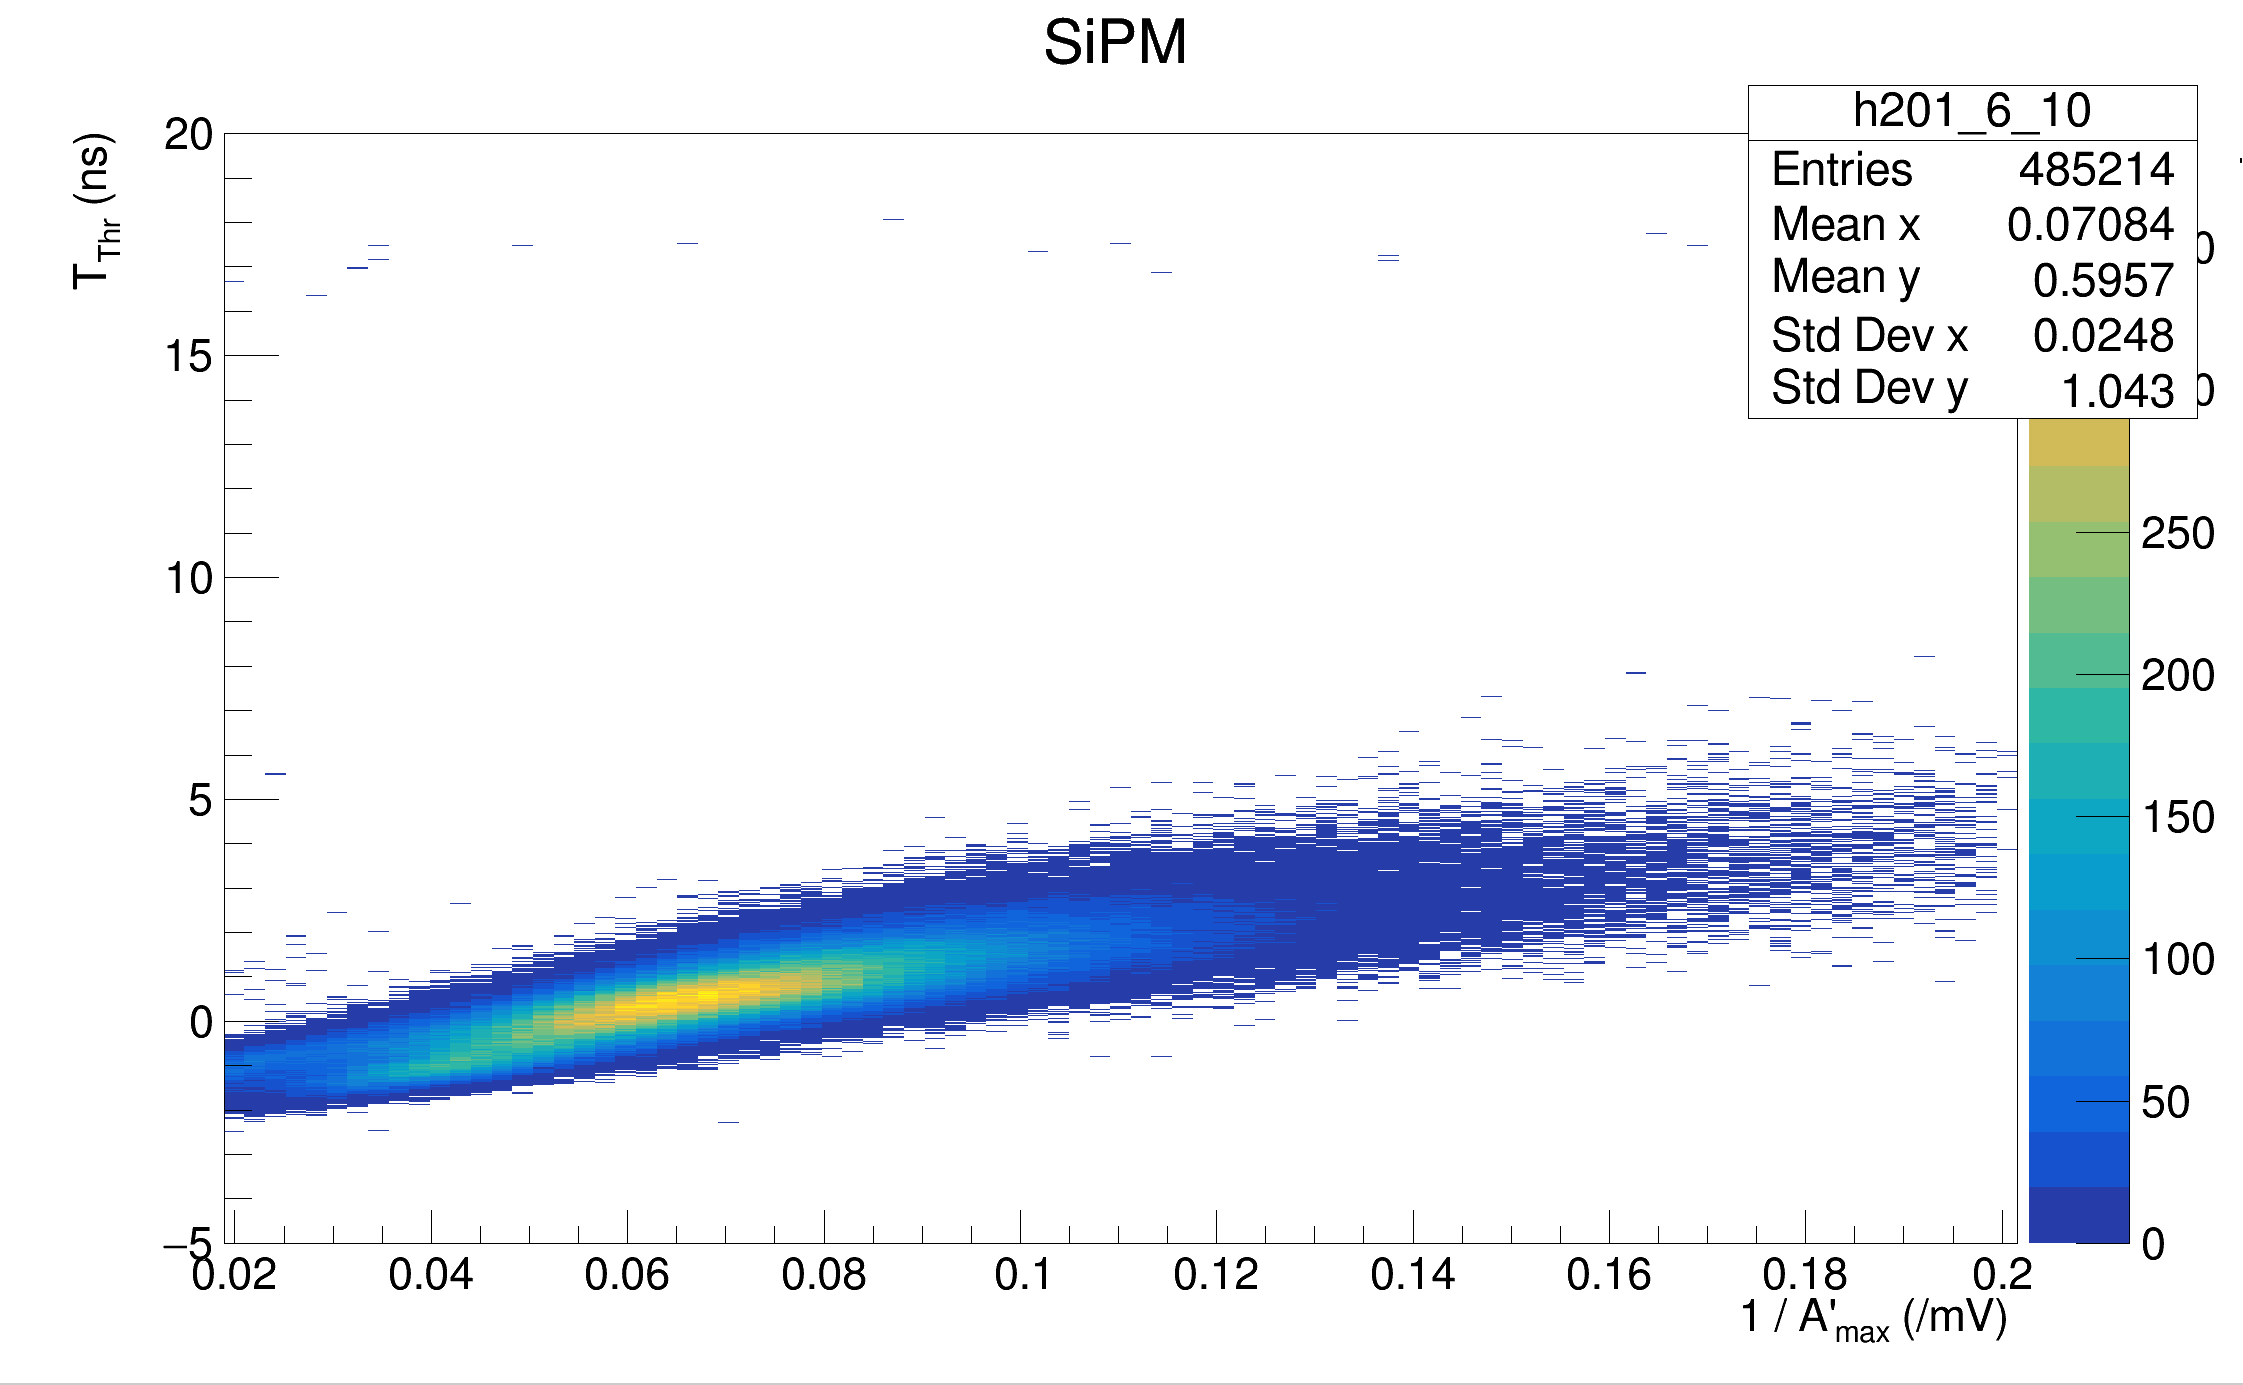 SiPM
h201_6_10
Entries 485214
Mean x 0.07084
Mean y 0.5957
Std Dev x 0.0248
Std Dev y 1.043
T_Thr (ns)
20
15
10
5
0
−5
0.02 0.04 0.06 0.08 0.1 0.12 0.14 0.16 0.18 0.2
1 / A'_max (/mV)
250
200
150
100
50
0